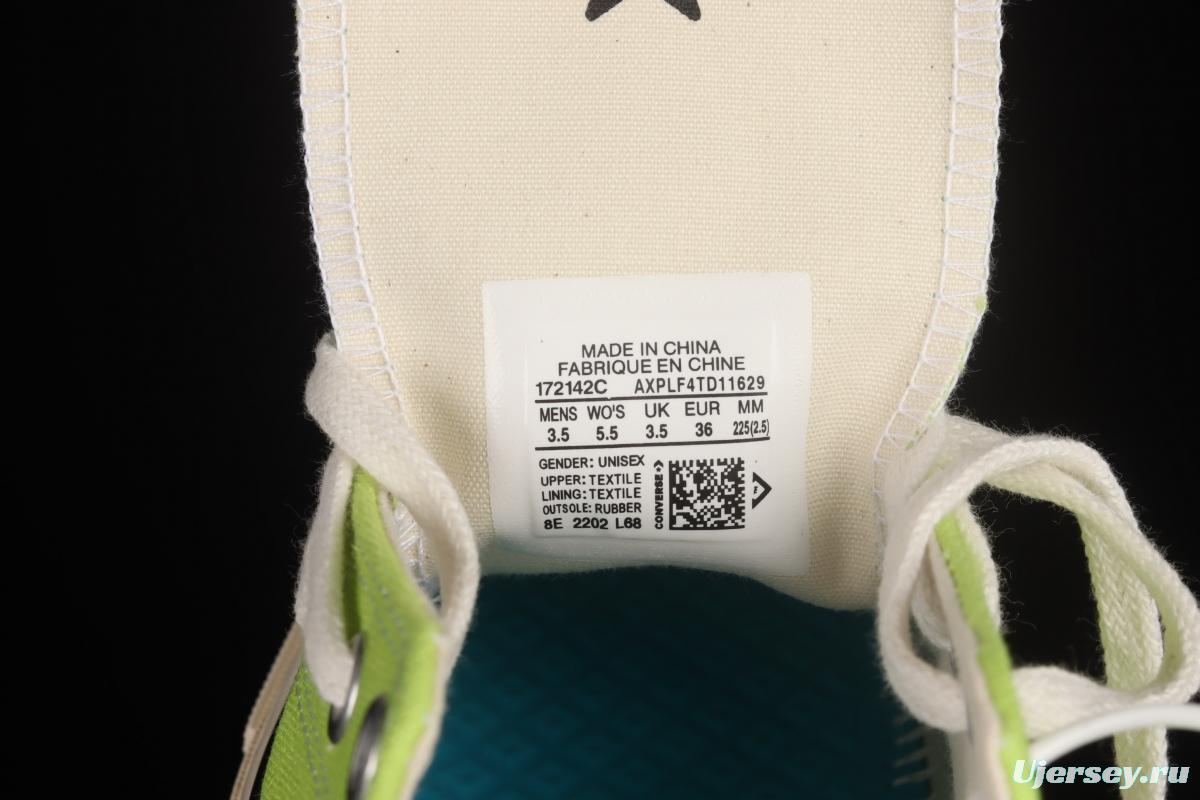 MADE IN CHINA
FABRIQUE EN CHINE
172142C AXPLF4TD11629
MENS WO'S UK EUR MM
3.5 5.5 3.5 36 225(2.5)
GENDER: UNISEX
UPPER: TEXTILE
LINING: TEXTILE
OUTSOLE: RUBBER
8E 2202 L68
CONVERSE
Ujersey.ru